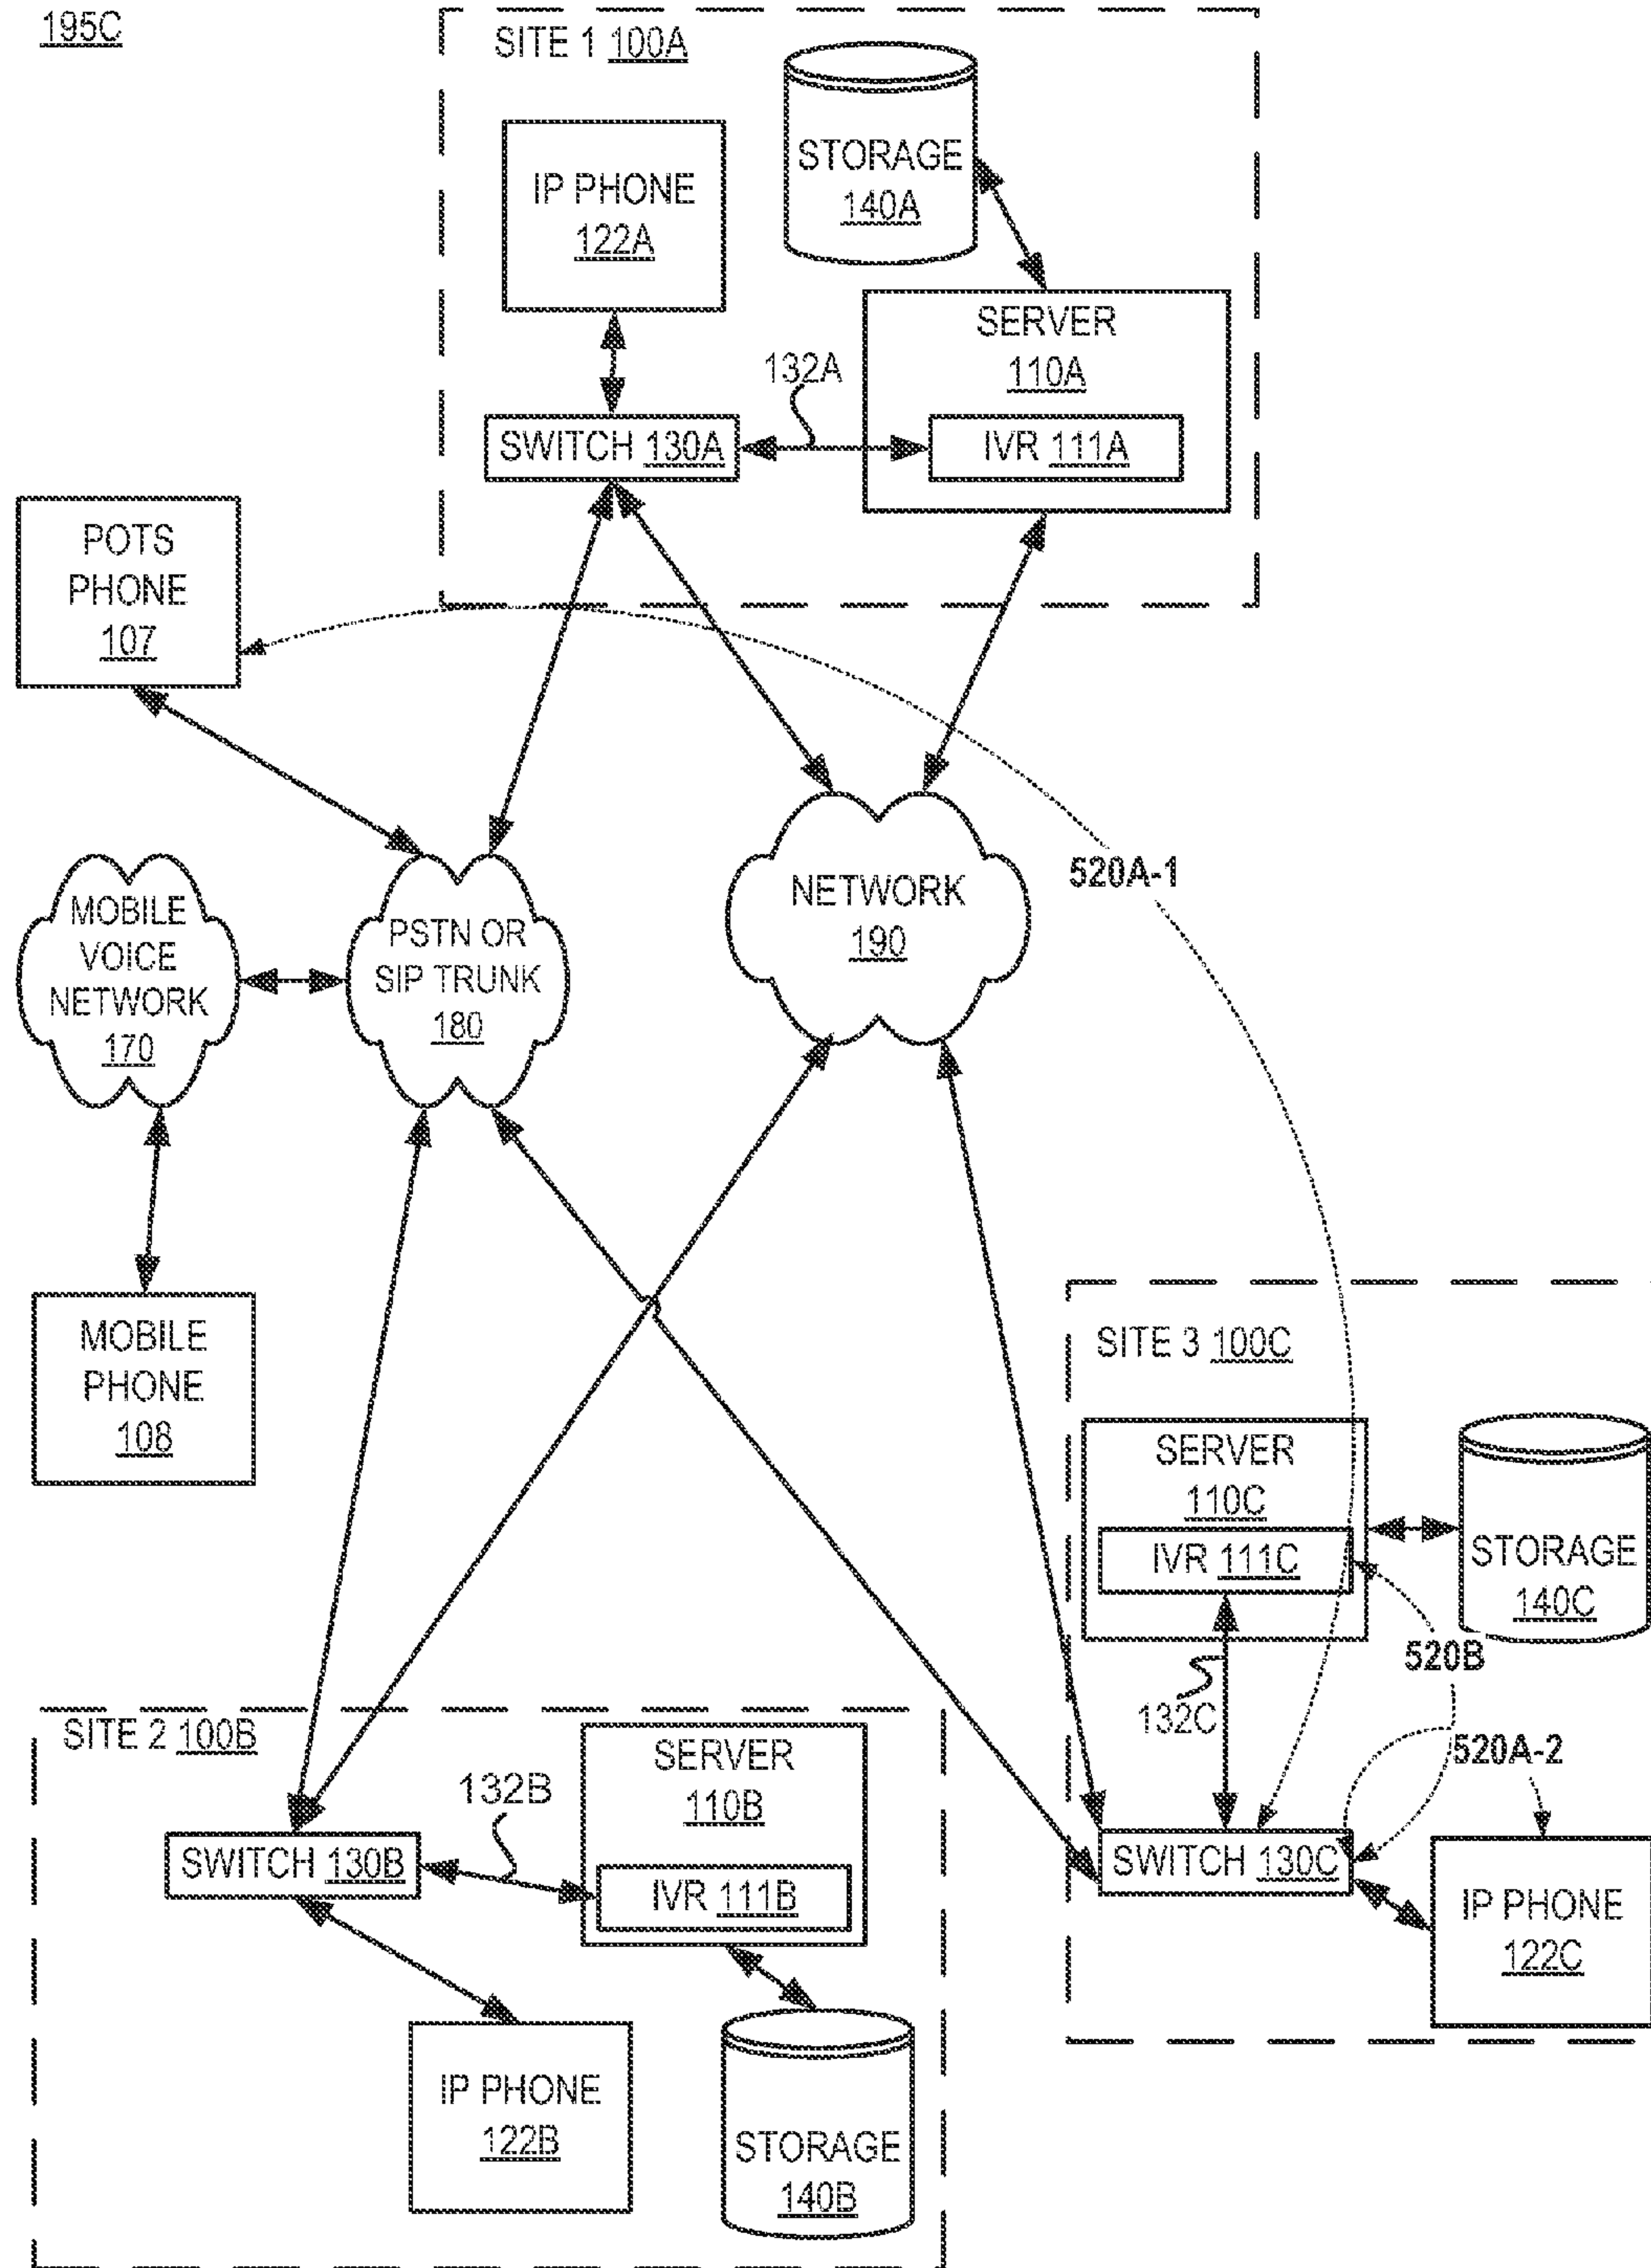 195C
SITE 1 100A
STORAGE
140A
IP PHONE
122A
SERVER
110A
132A
SWITCH 130A
IVR 111A
POTS
PHONE
107
520A-1
MOBILE
VOICE
NETWORK
170
PSTN OR
SIP TRUNK
180
NETWORK
190
MOBILE
PHONE
108
SITE 3 100C
SERVER
110C
IVR 111C
STORAGE
140C
520B
132C
520A-2
SWITCH 130C
IP PHONE
122C
SITE 2 100B
SERVER
110B
132B
SWITCH 130B
IVR 111B
IP PHONE
122B
STORAGE
140B